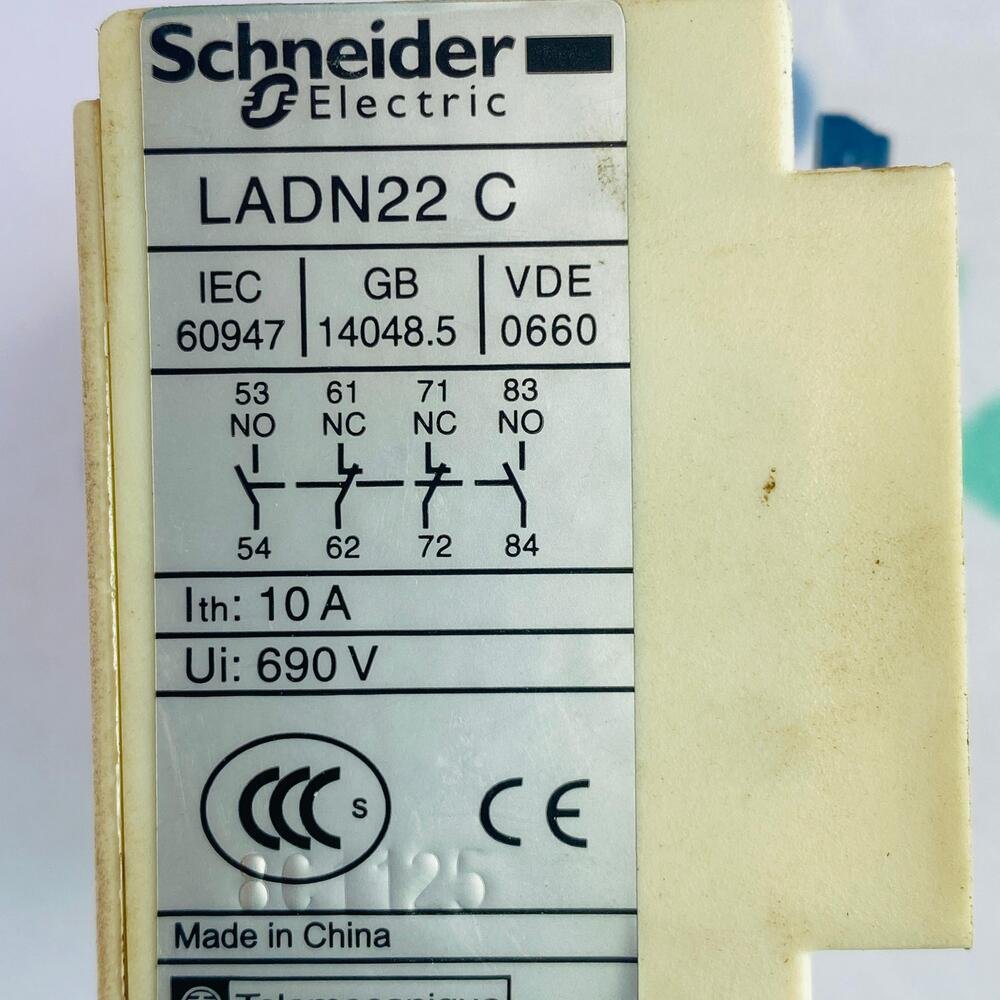 Schneider
Electric
LADN22 C
IEC GB VDE
60947 14048.5 0660
53 61 71 83
NO NC NC NO
54 62 72 84
Ith: 10 A
Ui: 690 V
CCC S CE
Made in China
Telemecanique